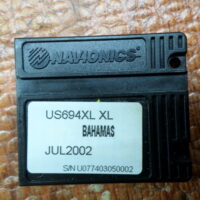 NAVIONICS
US694XL XL
BAHAMAS
JUL2002
S/N U077403050002